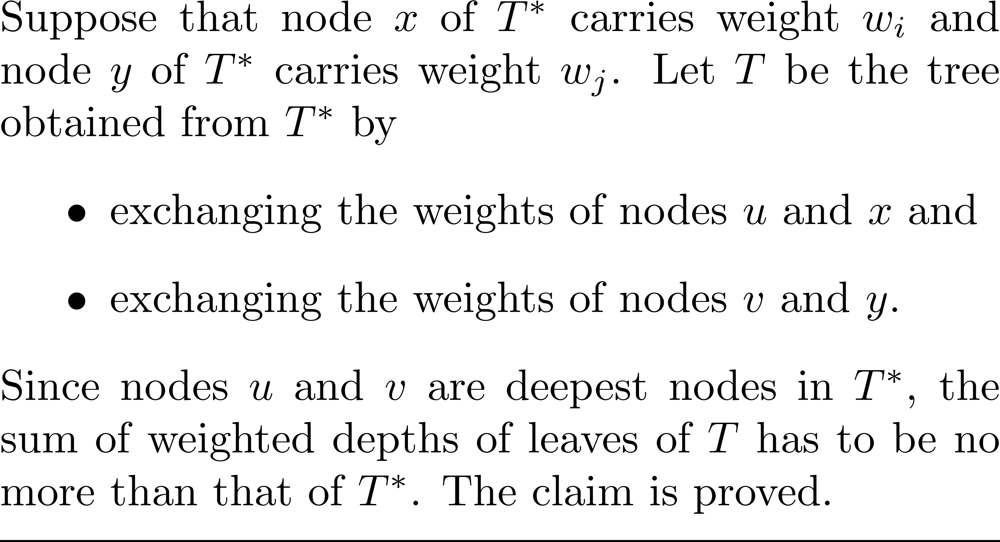 Suppose that node $x$ of $T^*$ carries weight $w_i$ and
node $y$ of $T^*$ carries weight $w_j$. Let $T$ be the tree
obtained from $T^*$ by
• exchanging the weights of nodes $u$ and $x$ and
• exchanging the weights of nodes $v$ and $y$.
Since nodes $u$ and $v$ are deepest nodes in $T^*$, the
sum of weighted depths of leaves of $T$ has to be no
more than that of $T^*$. The claim is proved.